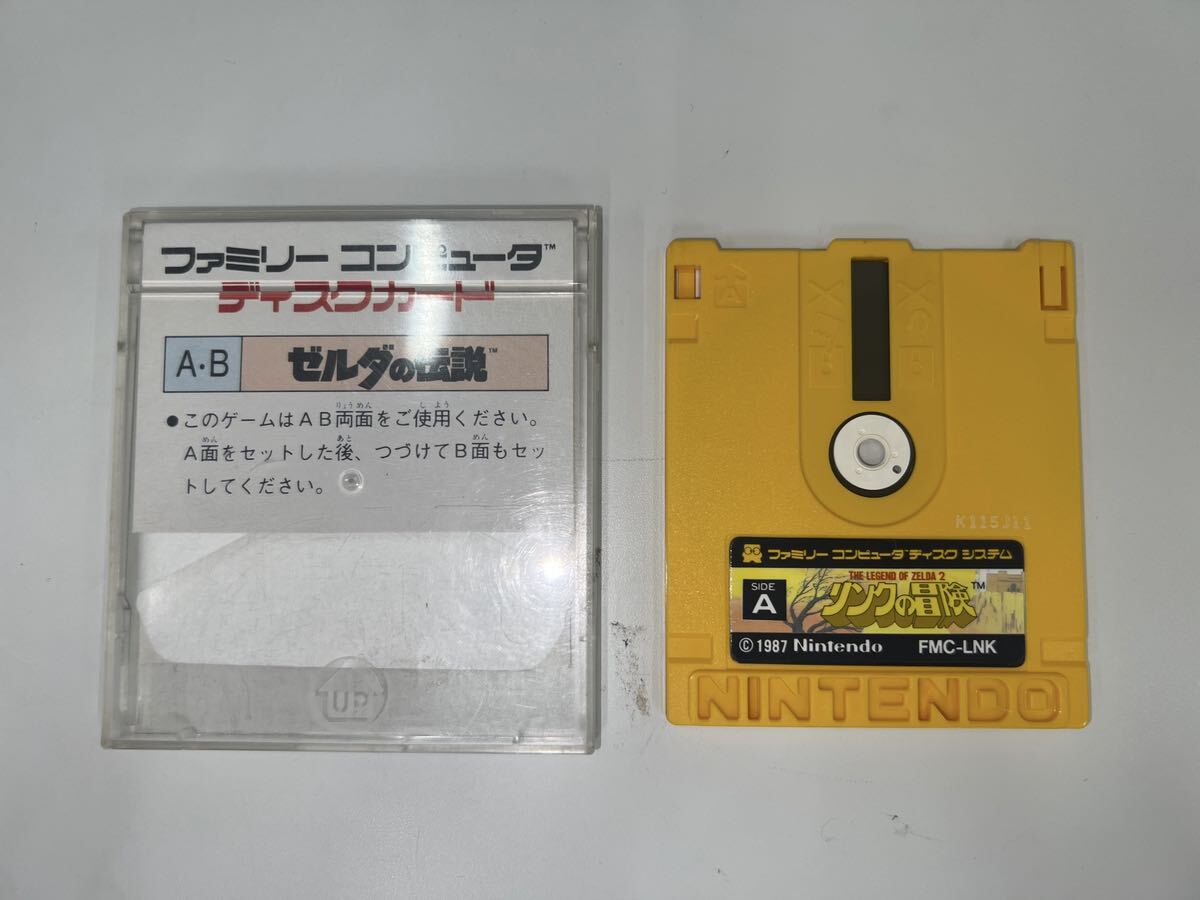 ファミリー コンピュータ™
ディスクカード
A・B ゼルダの伝説™
●このゲームはＡＢ両面をご使用ください。
A面をセットした後、つづけてB面もセッ
トしてください。
UP
A
K115J11
ファミリー コンピュータ™ ディスク システム
THE LEGEND OF ZELDA 2
SIDE A リンクの冒険™
© 1987 Nintendo FMC-LNK
NINTENDO